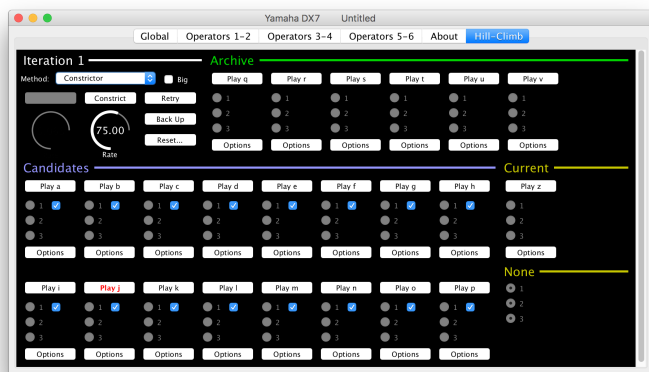 Yamaha DX7 Untitled
Global Operators 1-2 Operators 3-4 Operators 5-6 About Hill-Climb
Iteration 1 Archive
Method: Constrictor Big Play q Play r Play s Play t Play u Play v
Constrict Retry 1 1 1 1 1 1
75.00 Back Up 2 2 2 2 2 2
Reset... 3 3 3 3 3 3
Rate Options Options Options Options Options Options
Candidates Current
Play a Play b Play c Play d Play e Play f Play g Play h Play z
1 1 1 1 1 1 1 1 1
2 2 2 2 2 2 2 2 2
3 3 3 3 3 3 3 3 3
Options Options Options Options Options Options Options Options Options
None
Play i Play j Play k Play l Play m Play n Play o Play p 1
1 1 1 1 1 1 1 1 2
2 2 2 2 2 2 2 2 3
3 3 3 3 3 3 3 3
Options Options Options Options Options Options Options Options